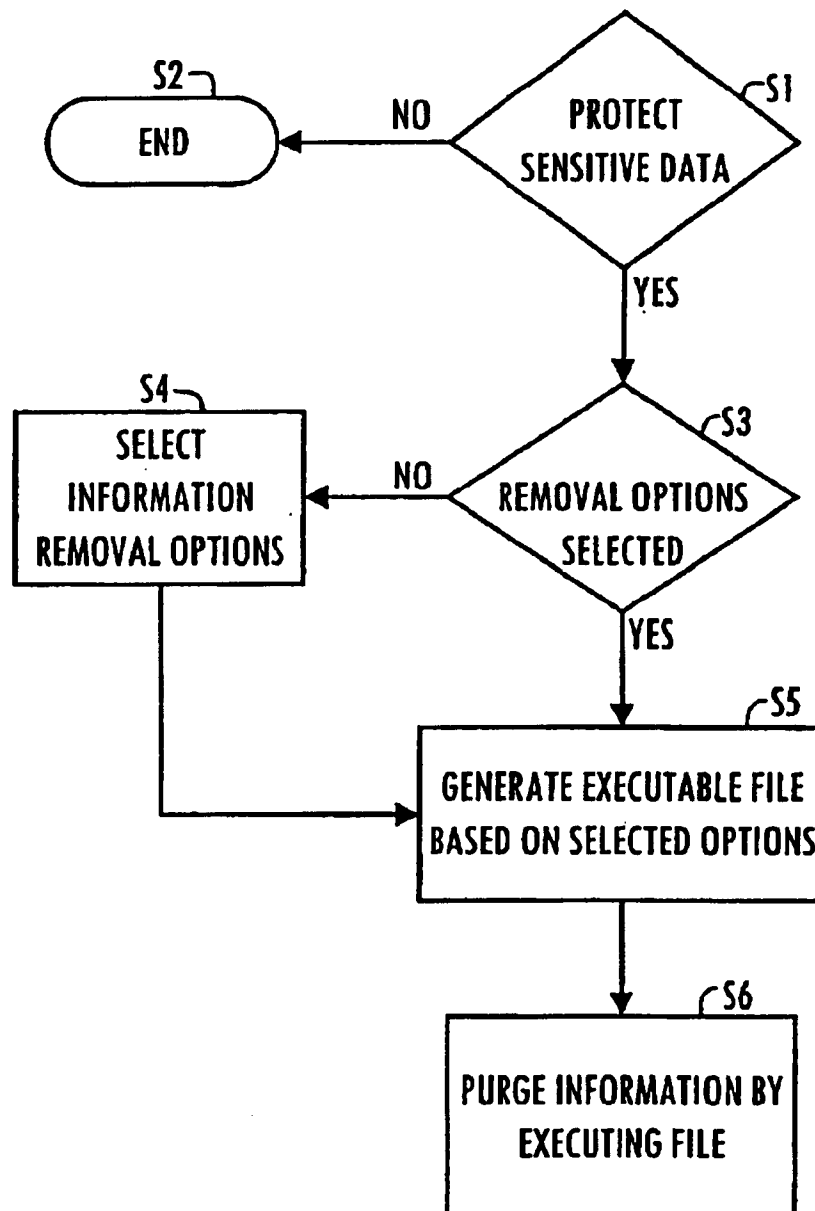 S2
END
NO
S1
PROTECT
SENSITIVE DATA
YES
S4
SELECT
INFORMATION
REMOVAL OPTIONS
NO
S3
REMOVAL OPTIONS
SELECTED
YES
S5
GENERATE EXECUTABLE FILE
BASED ON SELECTED OPTIONS
S6
PURGE INFORMATION BY
EXECUTING FILE